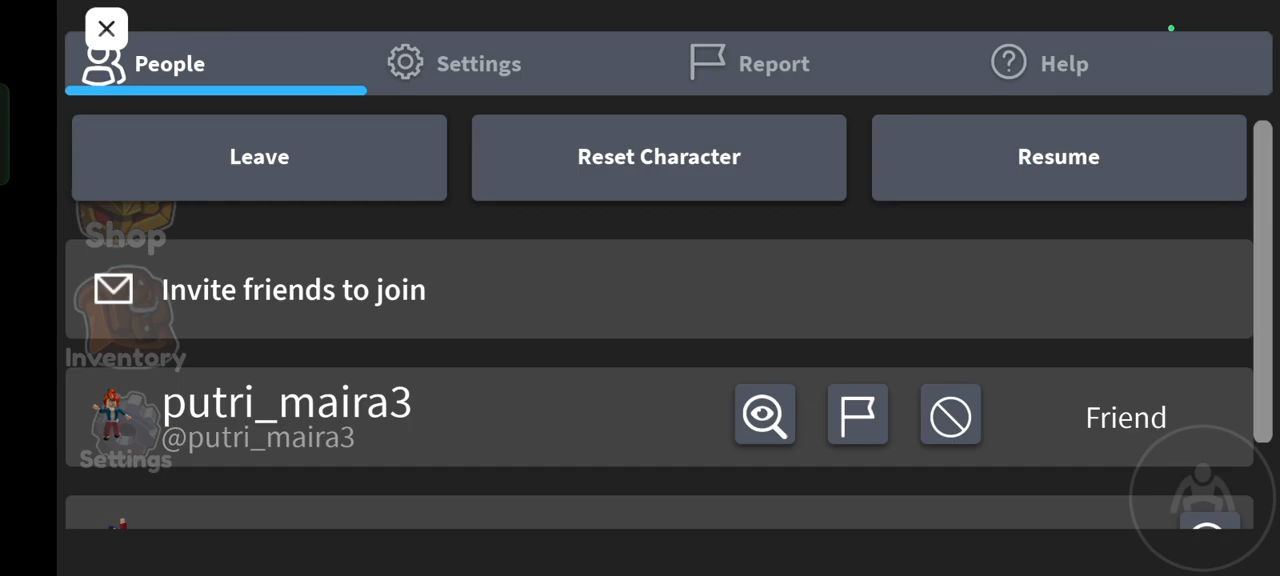 People
Settings
Report
Help
Leave
Reset Character
Resume
Shop
Invite friends to join
Inventory
putri_maira3
@putri_maira3
Friend
Settings